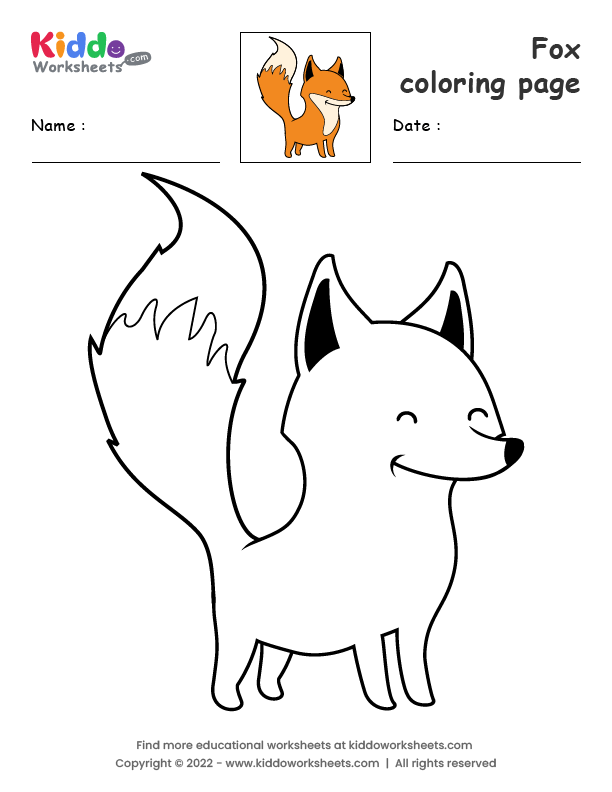 Kiddo
Worksheets.com
Fox
coloring page
Name :
Date :
Find more educational worksheets at kiddoworksheets.com
Copyright © 2022 - www.kiddoworksheets.com | All rights reserved